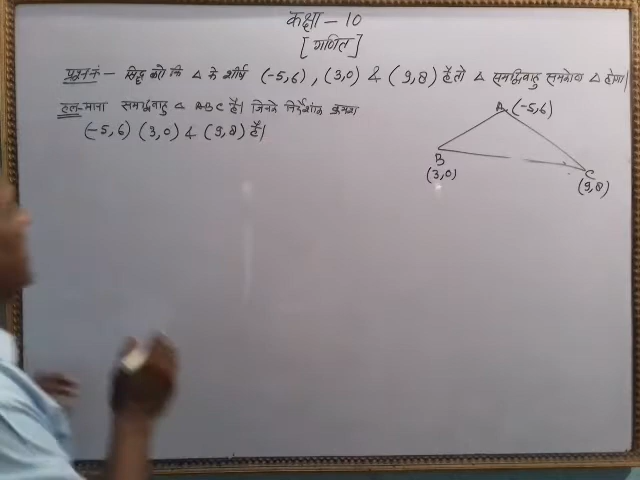 कक्षा - 10
[गणित]
प्रश्न नं - सिद्ध करो कि △ के शीर्ष (-5,6), (3,0) & (9,8) है तो △ समद्विबाहु समकोण △ होगा।
हल- माना समद्विबाहु △ ABC है। जिनके निर्देशांक क्रमशः
(-5,6) (3,0) & (9,8) है।
A (-5,6)
B
(3,0)
C
(9,8)